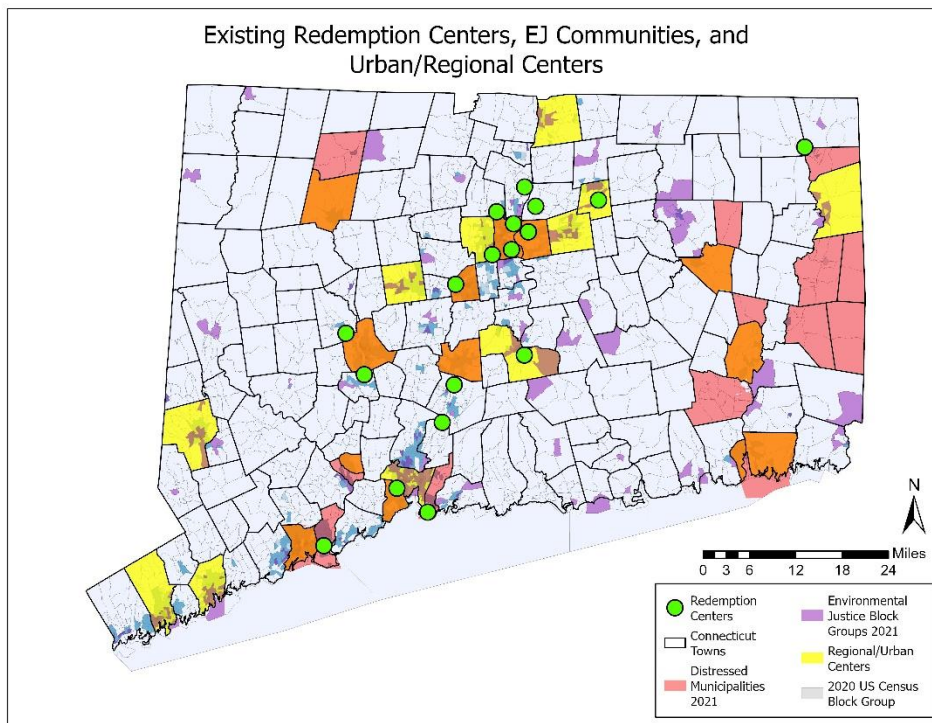 Existing Redemption Centers, EJ Communities, and
Urban/Regional Centers
N
Miles
0 3 6 12 18 24
Redemption
Centers
Connecticut
Towns
Distressed
Municipalities
2021
Environmental
Justice Block
Groups 2021
Regional/Urban
Centers
2020 US Census
Block Group